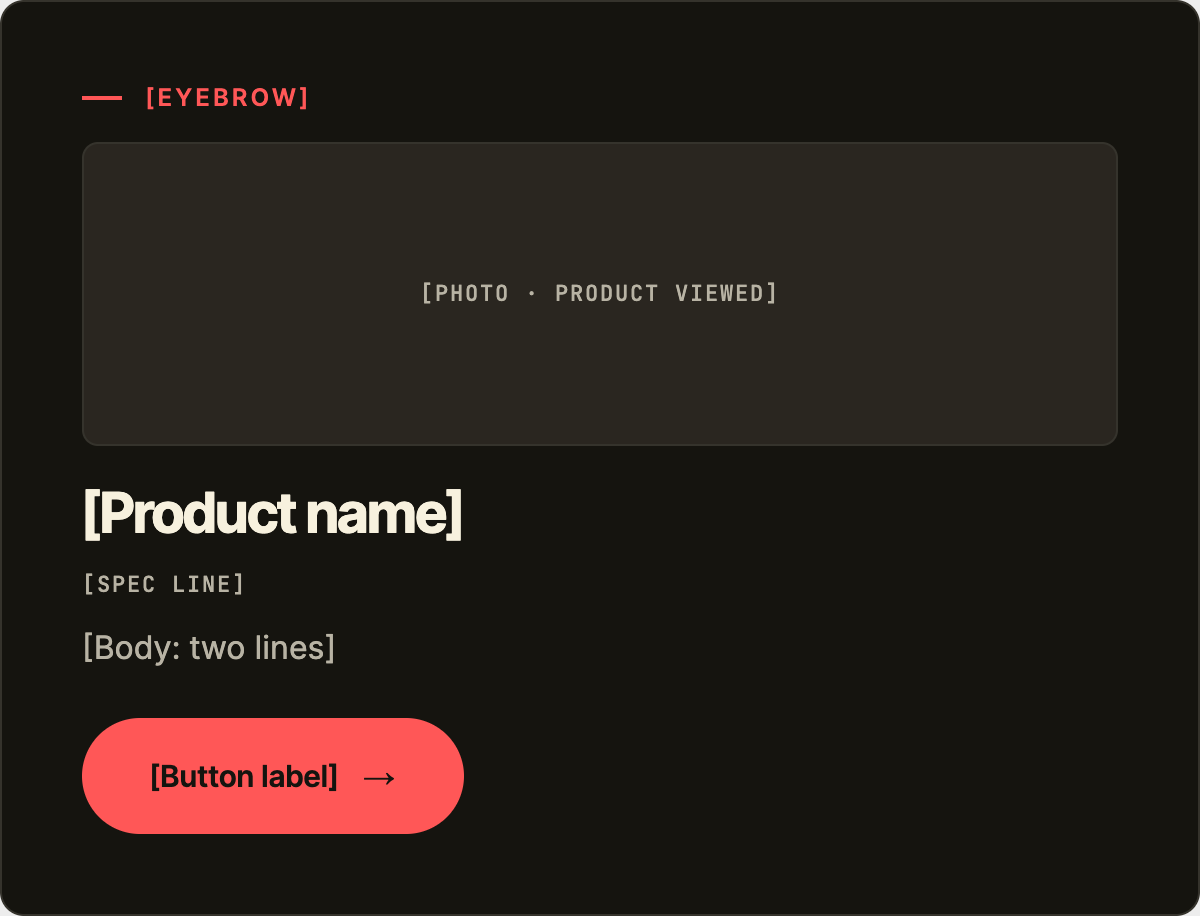 [EYEBROW]
[PHOTO · PRODUCT VIEWED]
[Product name]
[SPEC LINE]
[Body: two lines]
[Button label] →